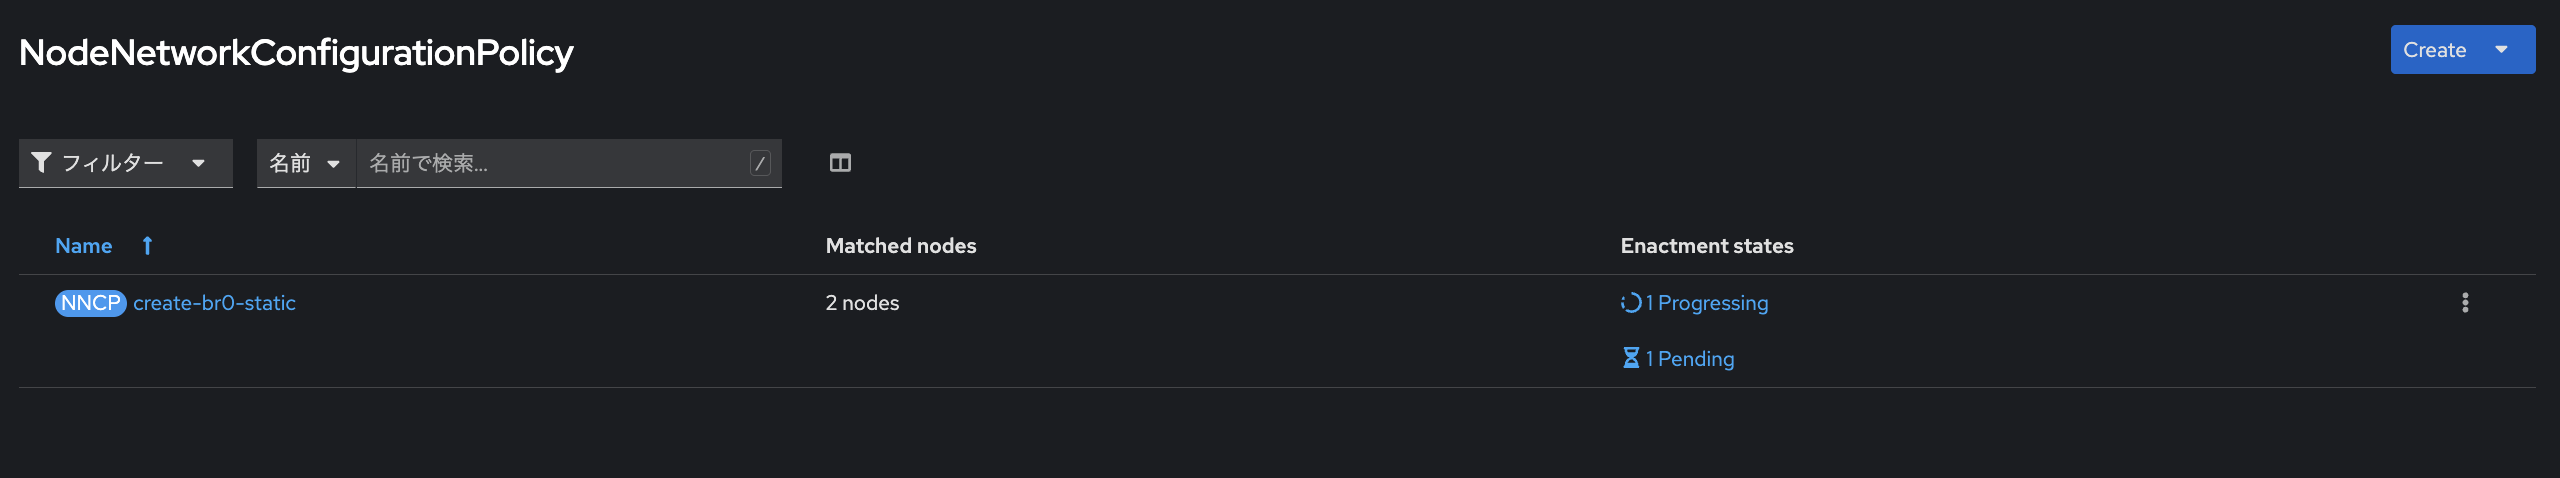 NodeNetworkConfigurationPolicy
Create
フィルター
名前
名前で検索...
/
Name
Matched nodes
Enactment states
NNCP create-br0-static
2 nodes
1 Progressing
1 Pending